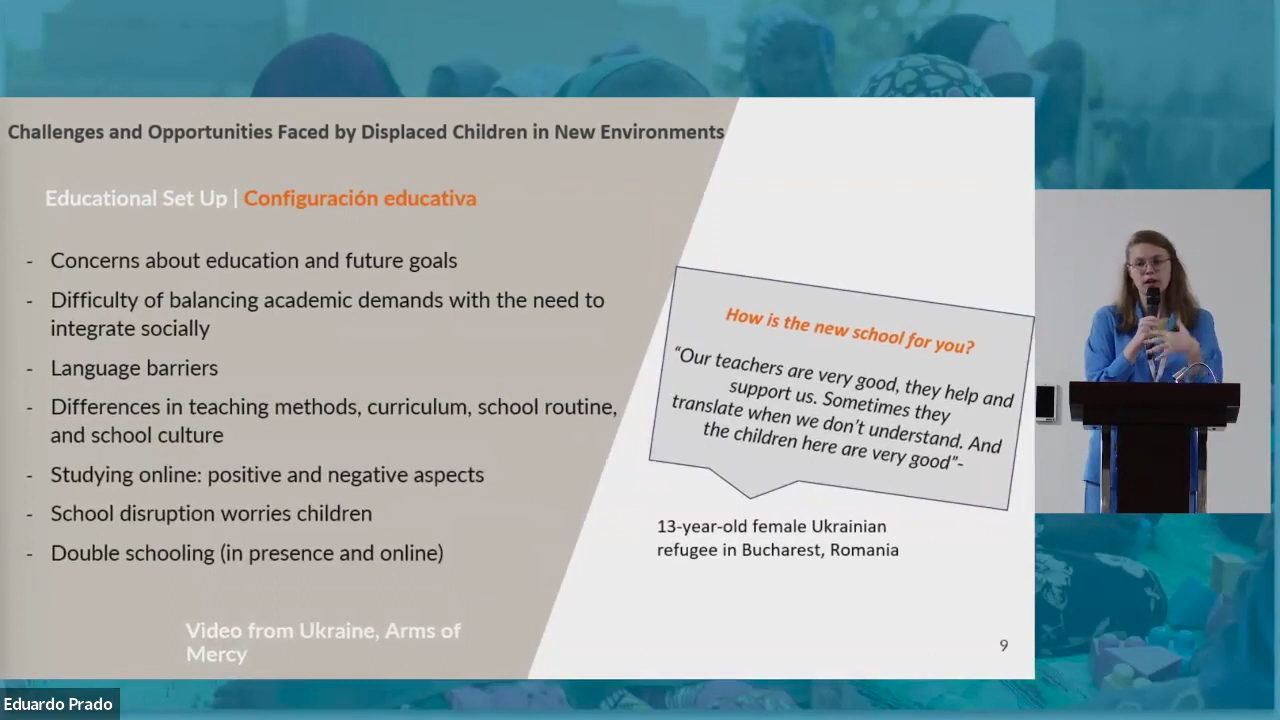 Challenges and Opportunities Faced by Displaced Children in New Environments
Educational Set Up | Configuración educativa
- Concerns about education and future goals
- Difficulty of balancing academic demands with the need to
integrate socially
- Language barriers
- Differences in teaching methods, curriculum, school routine,
and school culture
- Studying online: positive and negative aspects
- School disruption worries children
- Double schooling (in presence and online)
Video from Ukraine, Arms of
Mercy
How is the new school for you?
“Our teachers are very good, they help and
support us. Sometimes they
translate when we don’t understand. And
the children here are very good”-
13-year-old female Ukrainian
refugee in Bucharest, Romania
9
Eduardo Prado